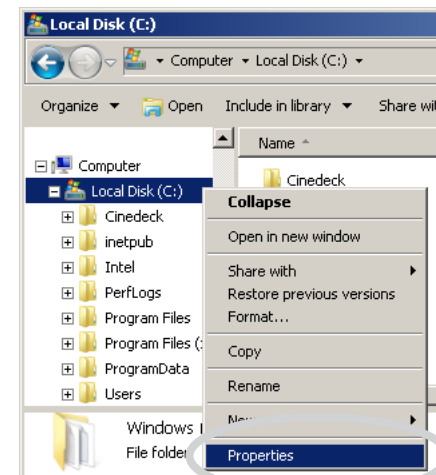 Local Disk (C:)
Computer Local Disk (C:)
Organize Open Include in library Share
Name
Computer
Local Disk (C:)
Cinedeck
inetpub
Intel
PerfLogs
Program Files
Program Files
ProgramData
Users
Cinedeck
Collapse
Open in new window
Share with
Restore previous versions
Format...
Copy
Rename
Properties
Windows
File folder